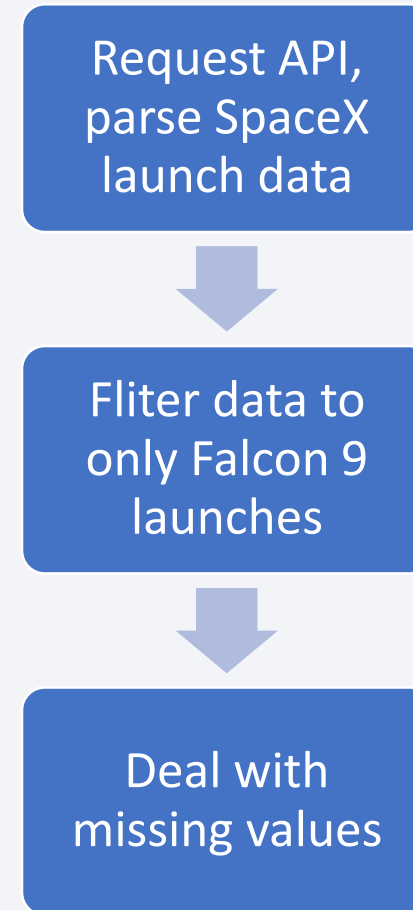 Request API,
parse SpaceX
launch data
Fliter data to
only Falcon 9
launches
Deal with
missing values